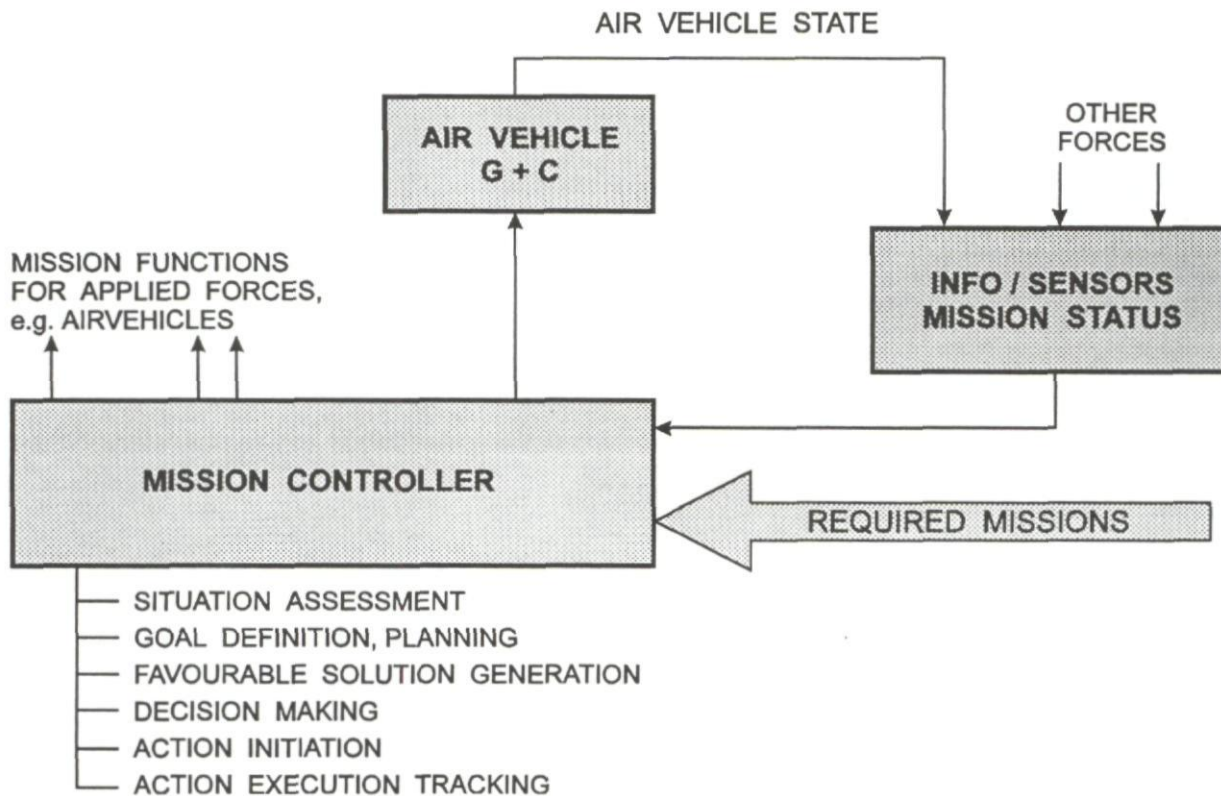 AIR VEHICLE STATE
AIR VEHICLE
G + C
OTHER
FORCES
MISSION FUNCTIONS
FOR APPLIED FORCES,
e.g. AIRVEHICLES
INFO / SENSORS
MISSION STATUS
MISSION CONTROLLER
REQUIRED MISSIONS
SITUATION ASSESSMENT
GOAL DEFINITION, PLANNING
FAVOURABLE SOLUTION GENERATION
DECISION MAKING
ACTION INITIATION
ACTION EXECUTION TRACKING